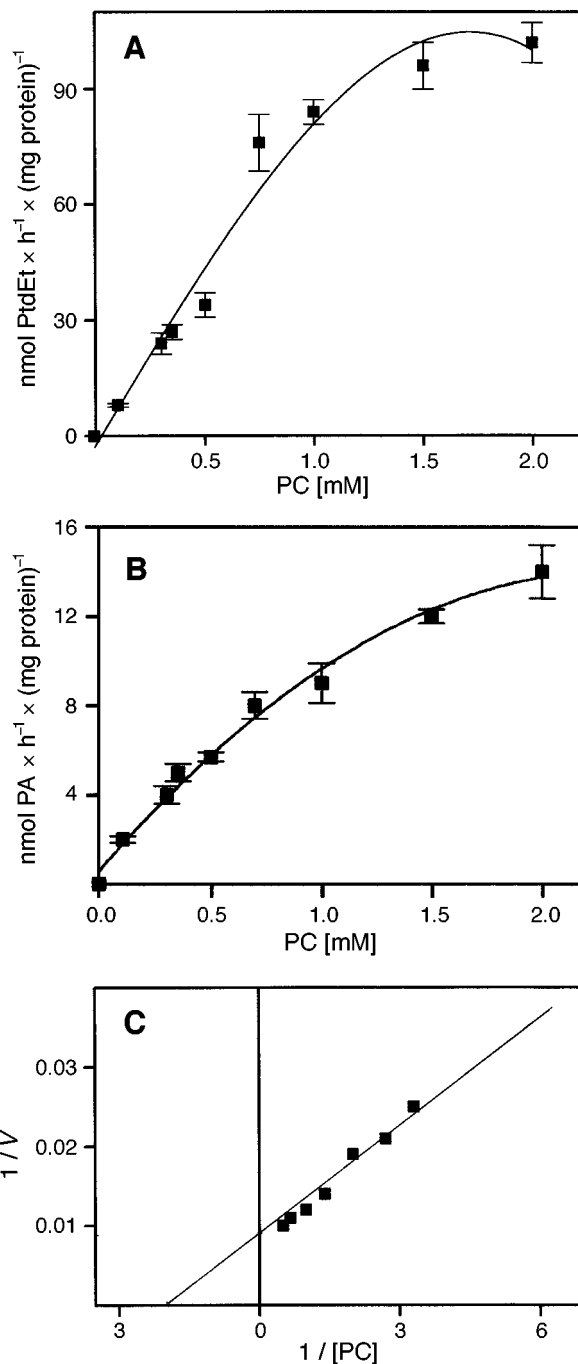 A
nmol PtdEt × h⁻¹ × (mg protein)⁻¹
90
60
30
0
0.5
1.0
1.5
2.0
PC [mM]
B
nmol PA × h⁻¹ × (mg protein)⁻¹
16
12
8
4
0.0
0.5
1.0
1.5
2.0
PC [mM]
C
1 / V
0.03
0.02
0.01
3
0
3
6
1 / [PC]